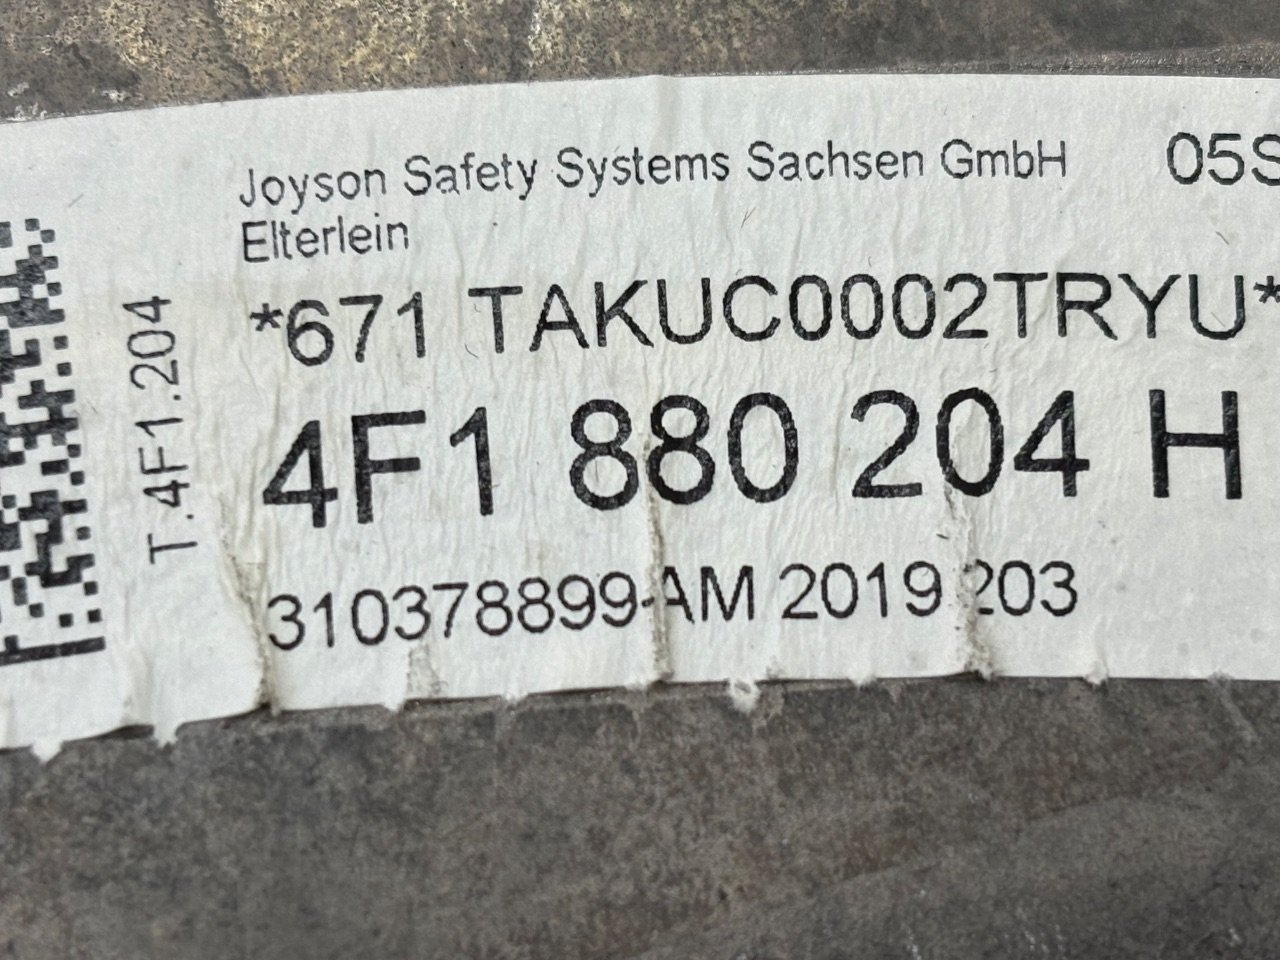 Joyson Safety Systems Sachsen GmbH 05S
Elterlein
*671 TAKUC0002TRYU*
4F1 880 204 H
310378899-AM 2019 203
T.4F1.204